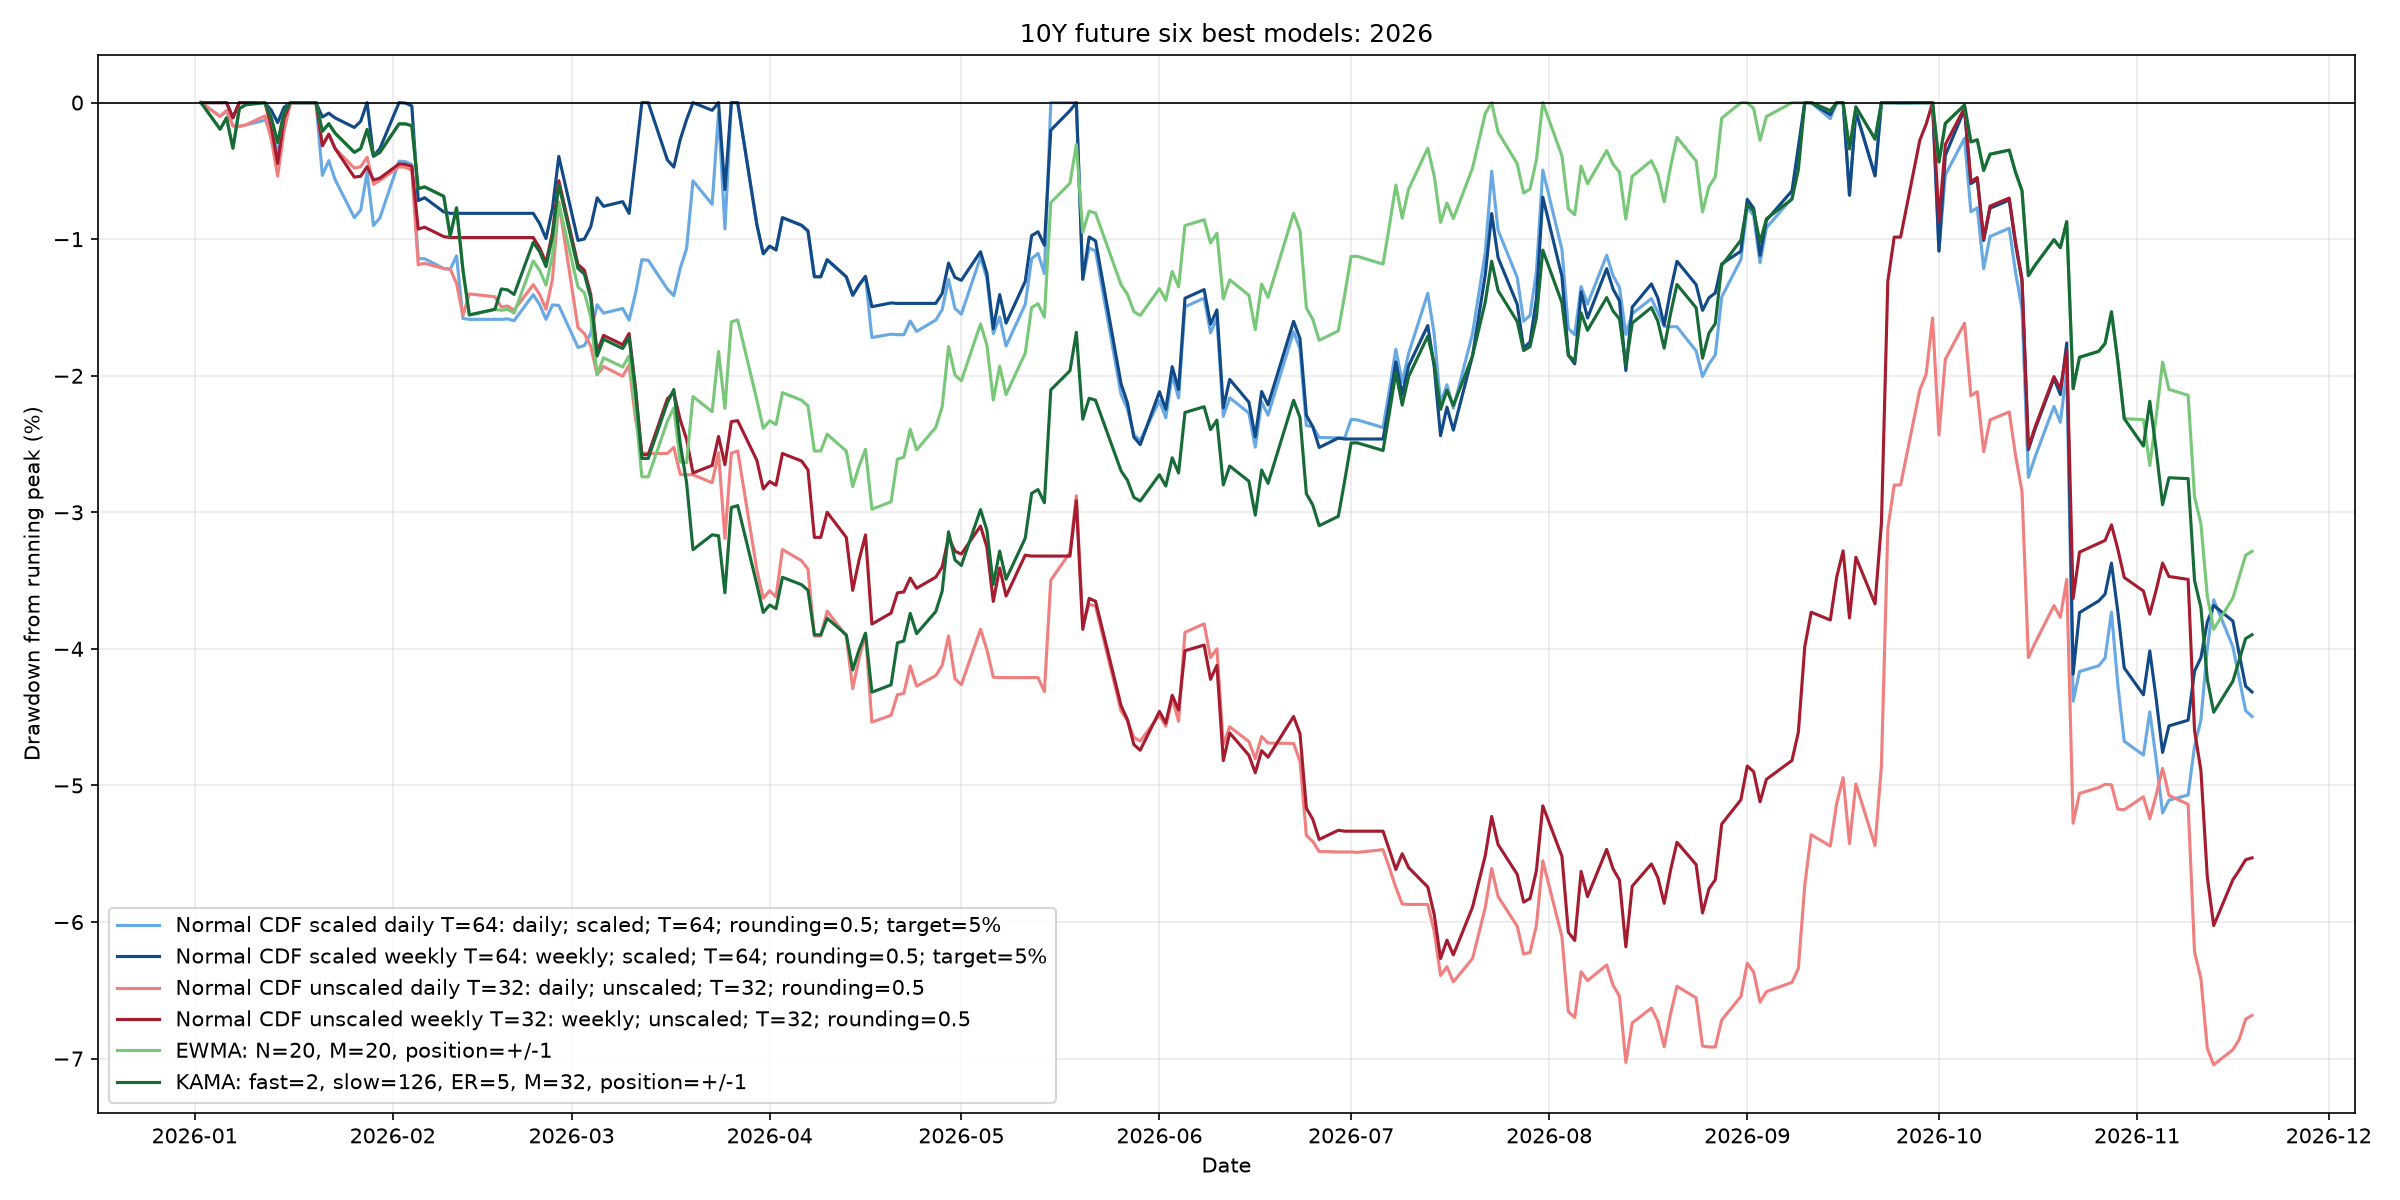 10Y future six best models: 2026
Drawdown from running peak (%)
0
−1
−2
−3
−4
−5
−6
−7
Normal CDF scaled daily T=64: daily; scaled; T=64; rounding=0.5; target=5%
Normal CDF scaled weekly T=64: weekly; scaled; T=64; rounding=0.5; target=5%
Normal CDF unscaled daily T=32: daily; unscaled; T=32; rounding=0.5
Normal CDF unscaled weekly T=32: weekly; unscaled; T=32; rounding=0.5
EWMA: N=20, M=20, position=+/-1
KAMA: fast=2, slow=126, ER=5, M=32, position=+/-1
2026-01 2026-02 2026-03 2026-04 2026-05 2026-06 2026-07 2026-08 2026-09 2026-10 2026-11 2026-12
Date